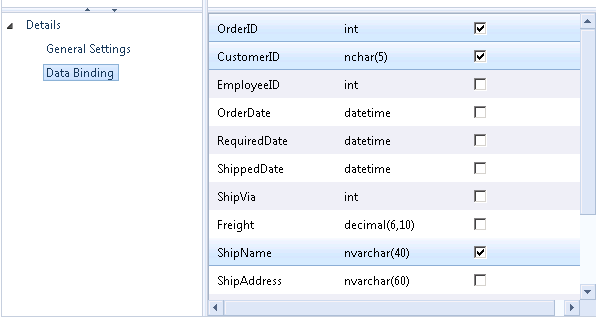 Details
General Settings
Data Binding
OrderID int
CustomerID nchar(5)
EmployeeID int
OrderDate datetime
RequiredDate datetime
ShippedDate datetime
ShipVia int
Freight decimal(6,10)
ShipName nvarchar(40)
ShipAddress nvarchar(60)